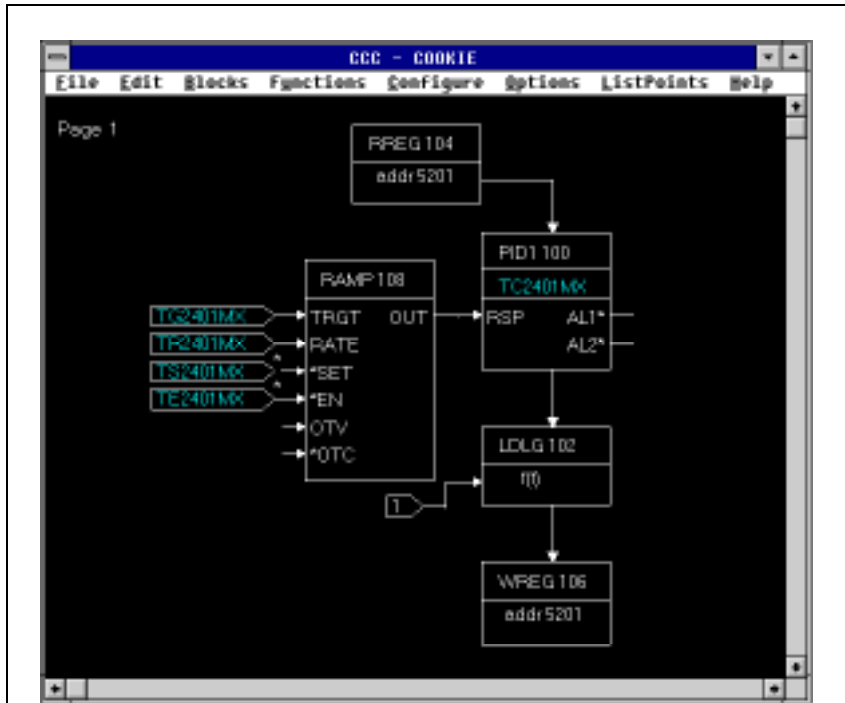 CCC - COOKIE
File Edit Blocks Functions Configure Options ListPoints Help
Page 1
RREG 104
addr 5201
PID1 100
TC2401MX
RSP AL1*
AL2*
RAMP 108
TRGT OUT
RATE
*SET
*EN
OTV
*OTC
TG2401MX
TR2401MX
TS2401MX *
TE2401MX *
LDLG 102
f(f)
1
WREG 106
addr 5201